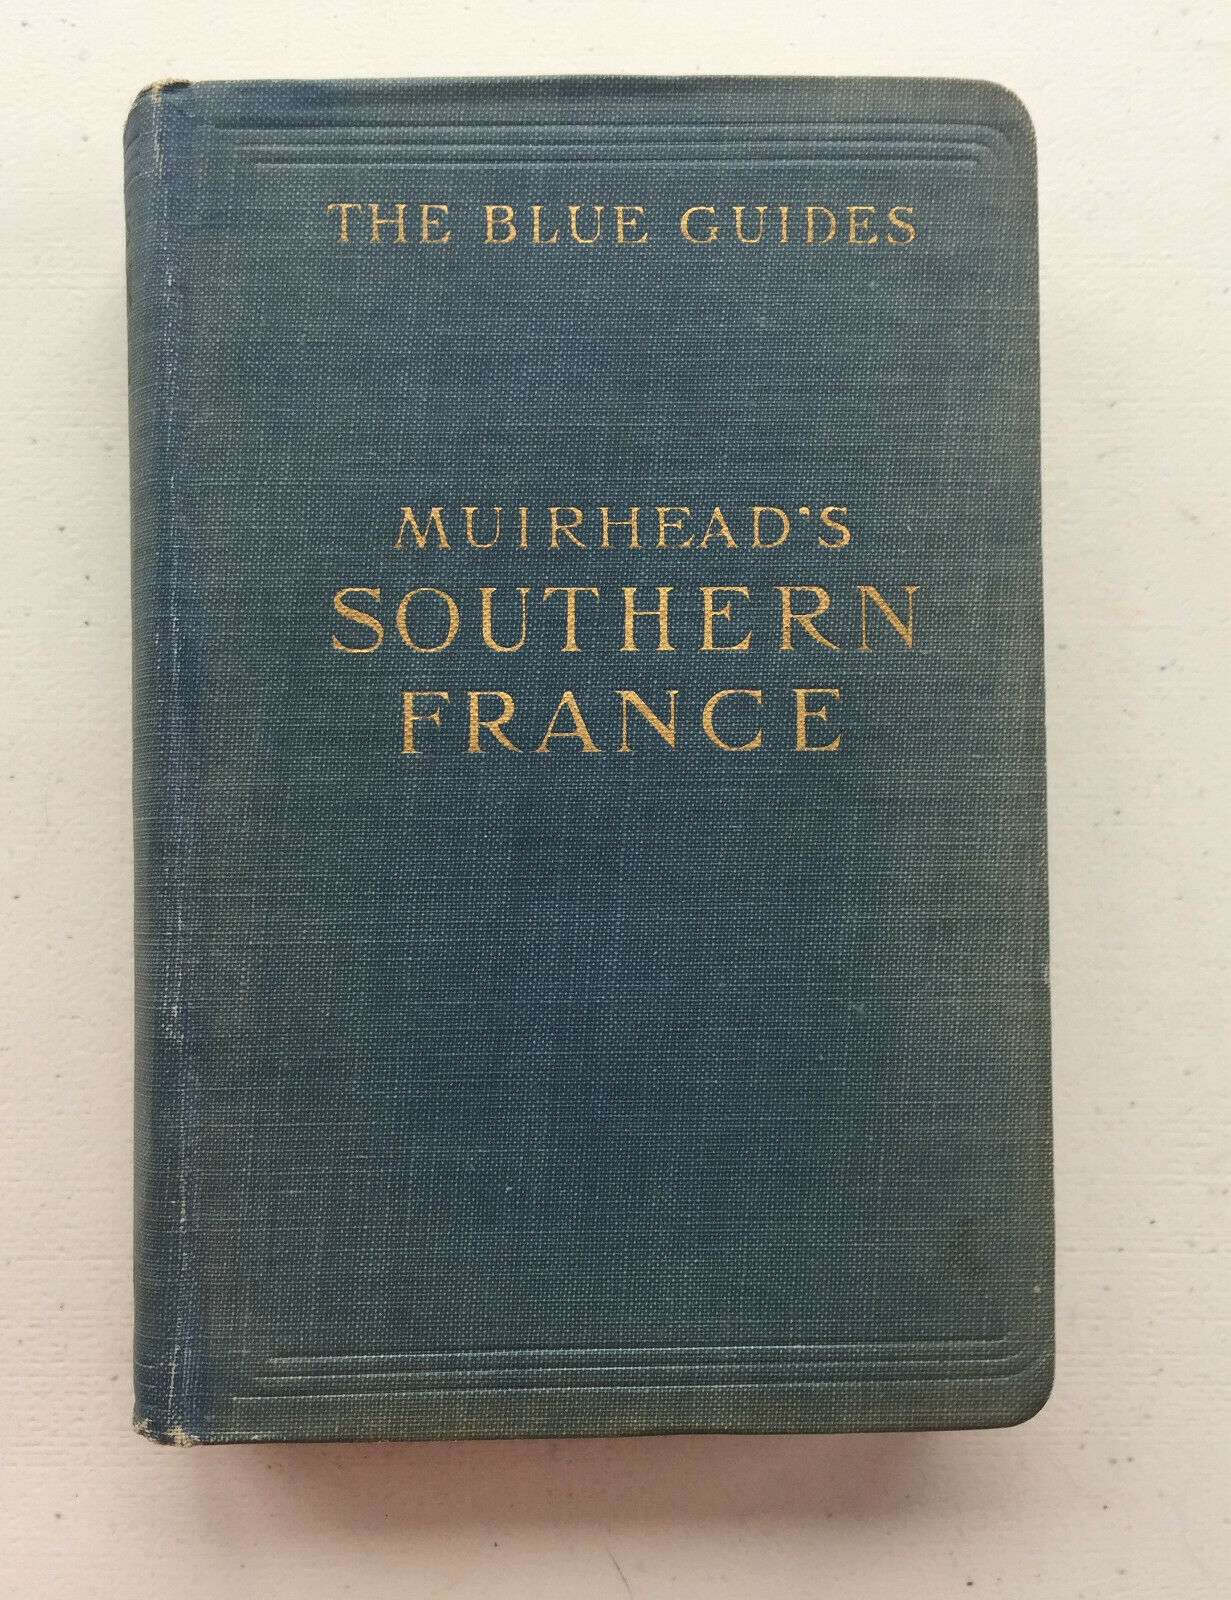 THE BLUE GUIDES
MUIRHEAD'S
SOUTHERN
FRANCE